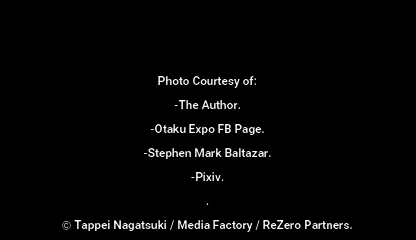 Photo Courtesy of:
-The Author.
-Otaku Expo FB Page.
-Stephen Mark Baltazar.
-Pixiv.
.
© Tappei Nagatsuki / Media Factory / ReZero Partners.